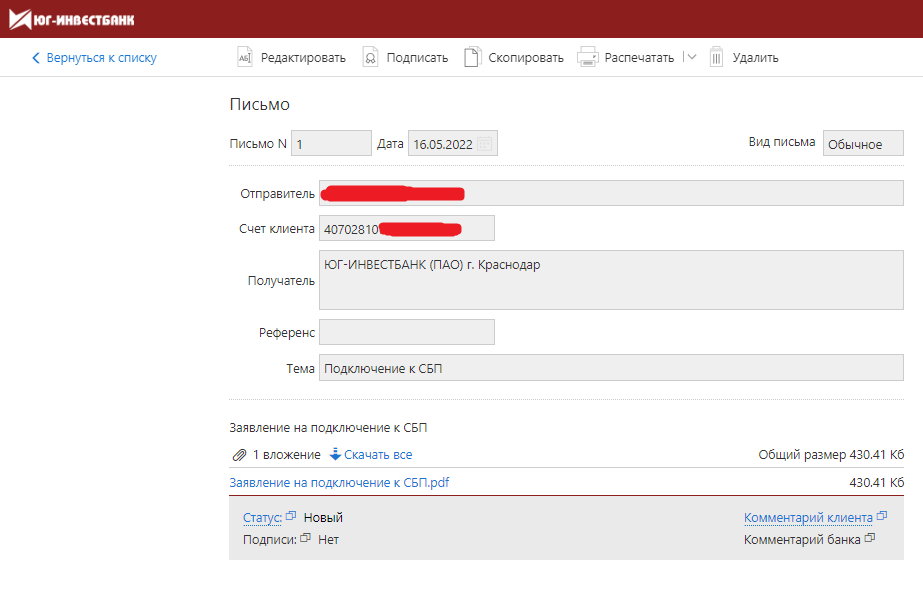 ЮГ-ИНВЕСТБАНК
Вернуться к списку
Редактировать Подписать Скопировать Распечатать Удалить
Письмо
Письмо N 1 Дата 16.05.2022 Вид письма Обычное
Отправитель
Счет клиента 40702810
Получатель ЮГ-ИНВЕСТБАНК (ПАО) г. Краснодар
Референс
Тема Подключение к СБП
Заявление на подключение к СБП
1 вложение Скачать все Общий размер 430.41 Кб
Заявление на подключение к СБП.pdf 430.41 Кб
Статус: Новый Комментарий клиента
Подписи: Нет Комментарий банка